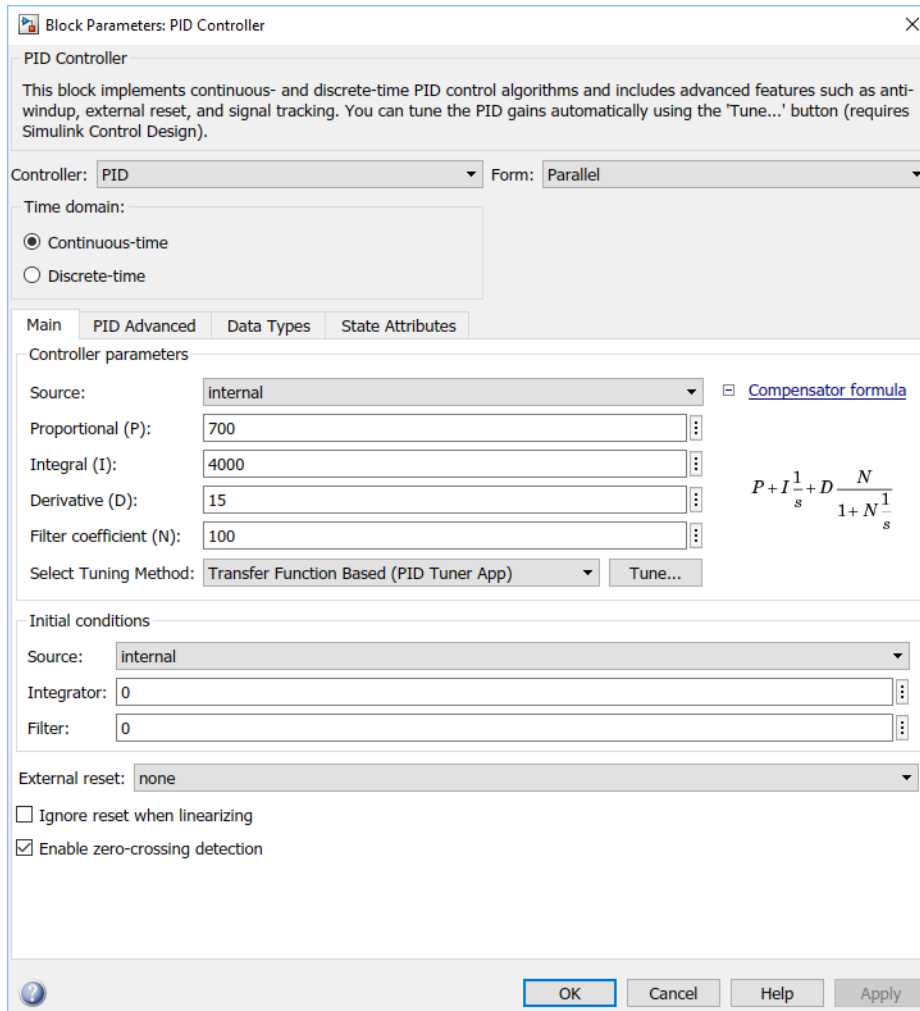 Block Parameters: PID Controller
PID Controller
This block implements continuous- and discrete-time PID control algorithms and includes advanced features such as anti-
windup, external reset, and signal tracking. You can tune the PID gains automatically using the 'Tune...' button (requires
Simulink Control Design).
Controller: PID Form: Parallel
Time domain:
Continuous-time
Discrete-time
Main PID Advanced Data Types State Attributes
Controller parameters
Source: internal Compensator formula
Proportional (P): 700
Integral (I): 4000
Derivative (D): 15
P + I 1/s + D N/(1 + N 1/s)
Filter coefficient (N): 100
Select Tuning Method: Transfer Function Based (PID Tuner App) Tune...
Initial conditions
Source: internal
Integrator: 0
Filter: 0
External reset: none
Ignore reset when linearizing
Enable zero-crossing detection
? OK Cancel Help Apply